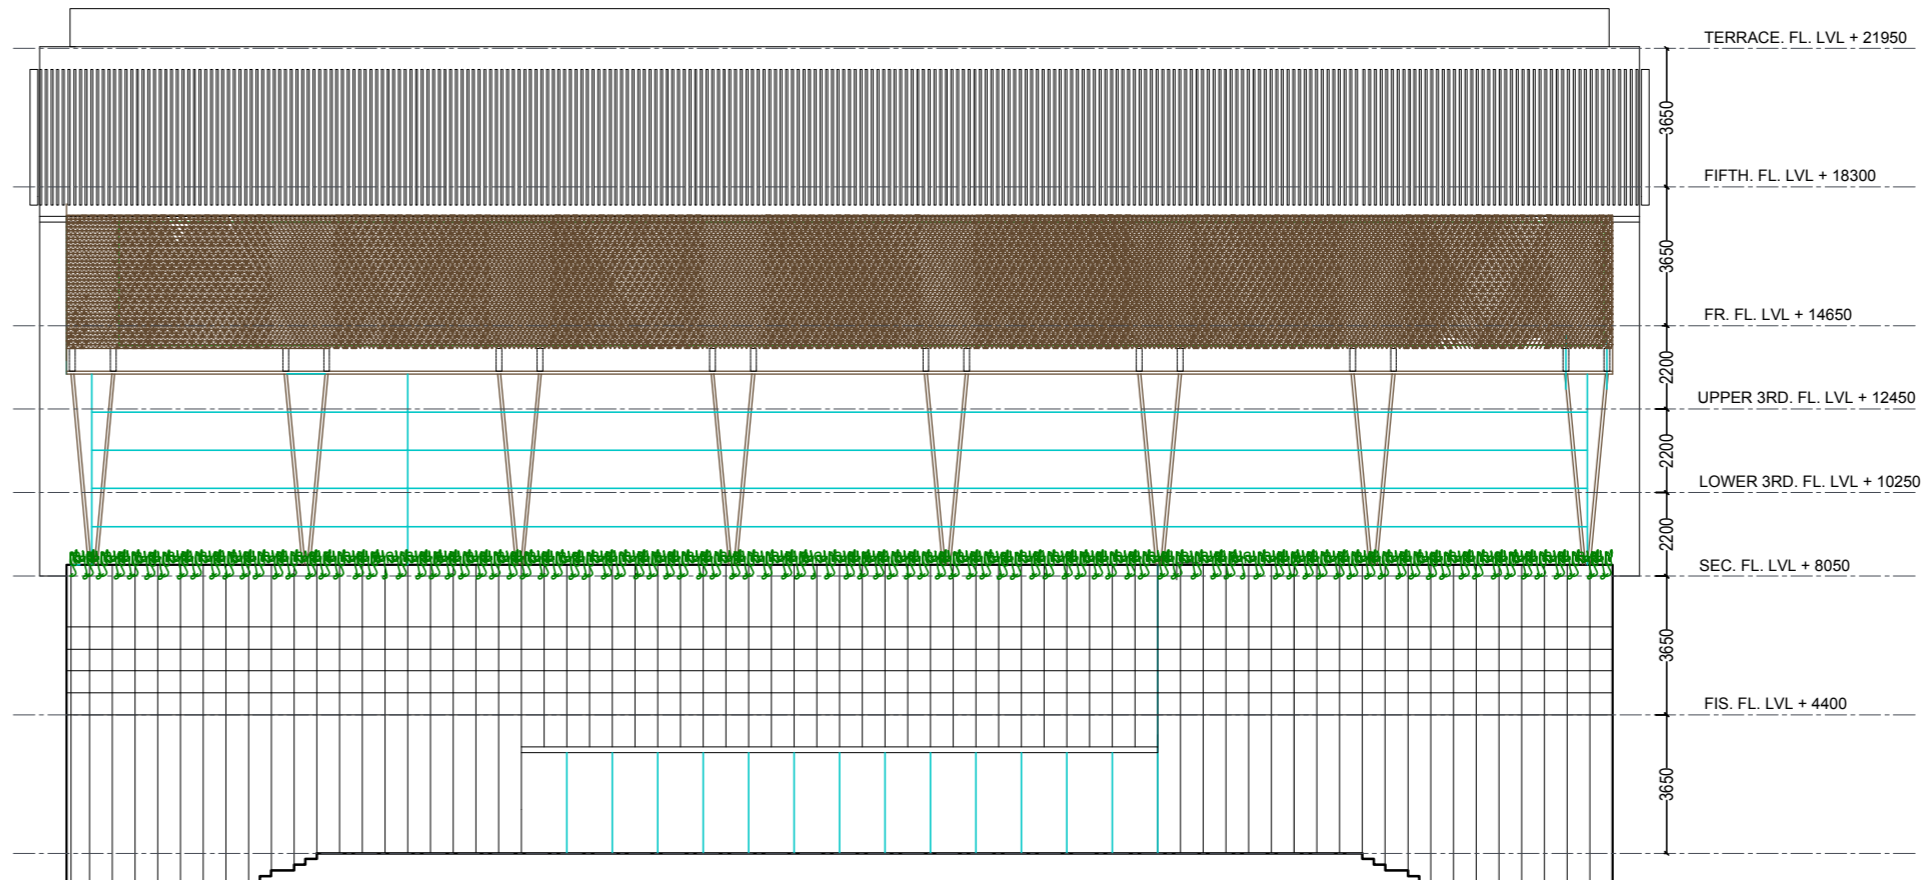 TERRACE. FL. LVL + 21950
3650
FIFTH. FL. LVL + 18300
3650
FR. FL. LVL + 14650
2200
UPPER 3RD. FL. LVL + 12450
2200
LOWER 3RD. FL. LVL + 10250
2200
SEC. FL. LVL + 8050
3650
FIS. FL. LVL + 4400
3650